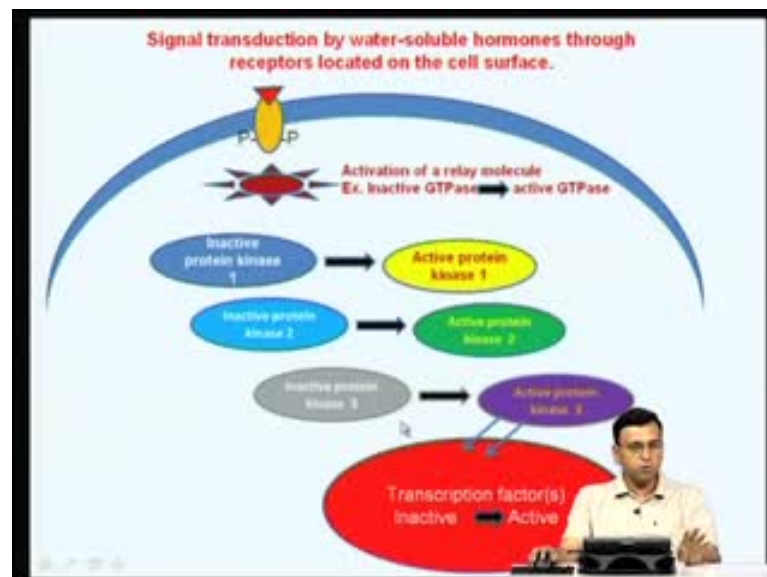 Signal transduction by water-soluble hormones through
receptors located on the cell surface.
P P
Activation of a relay molecule
Ex. Inactive GTPase active GTPase
Inactive
protein kinase
1
Active protein
kinase 1
Inactive protein
kinase 2
Active protein
kinase 2
Inactive protein
kinase 3
Active protein
kinase 3
Transcription factor(s)
Inactive Active